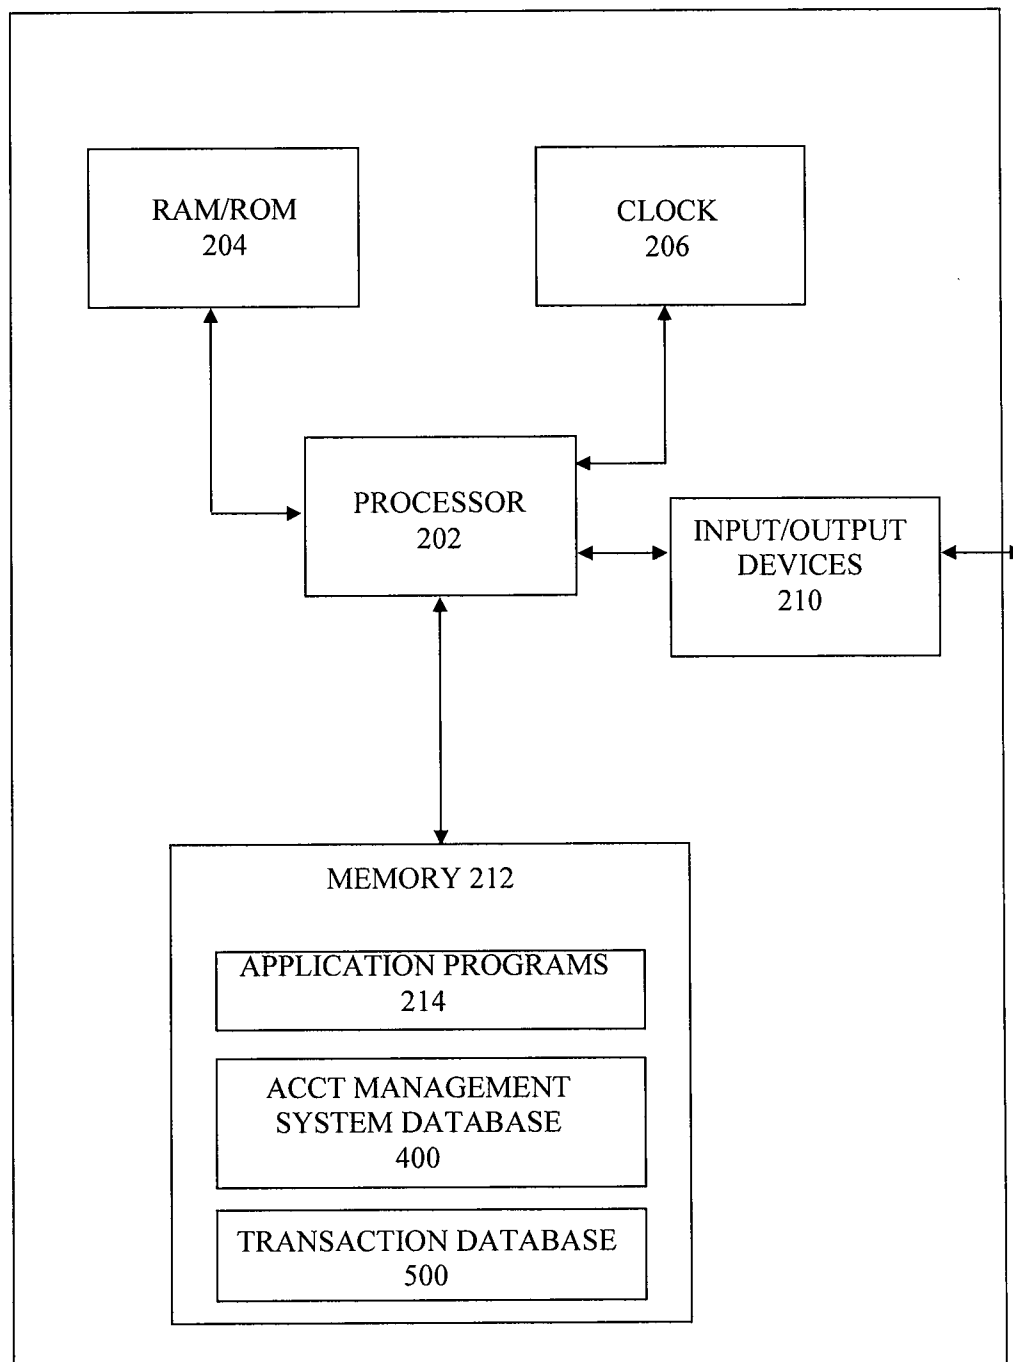 RAM/ROM
204
CLOCK
206
PROCESSOR
202
INPUT/OUTPUT
DEVICES
210
MEMORY 212
APPLICATION PROGRAMS
214
ACCT MANAGEMENT
SYSTEM DATABASE
400
TRANSACTION DATABASE
500